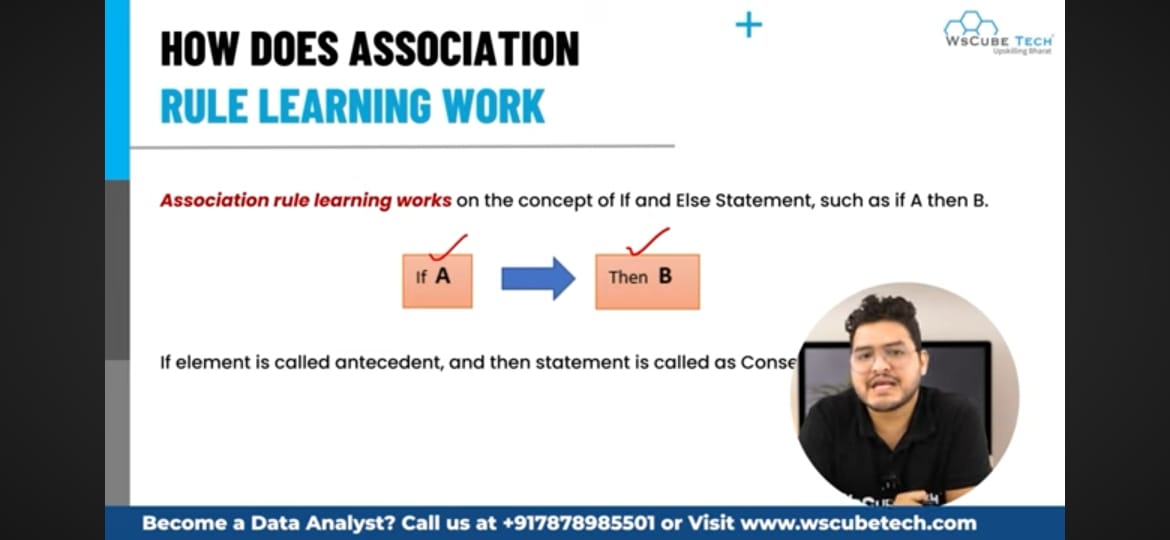 HOW DOES ASSOCIATION
RULE LEARNING WORK
WsCube Tech
Upskilling Bharat
Association rule learning works on the concept of If and Else Statement, such as if A then B.
If A
Then B
If element is called antecedent, and then statement is called as Conse
Become a Data Analyst? Call us at +917878985501 or Visit www.wscubetech.com